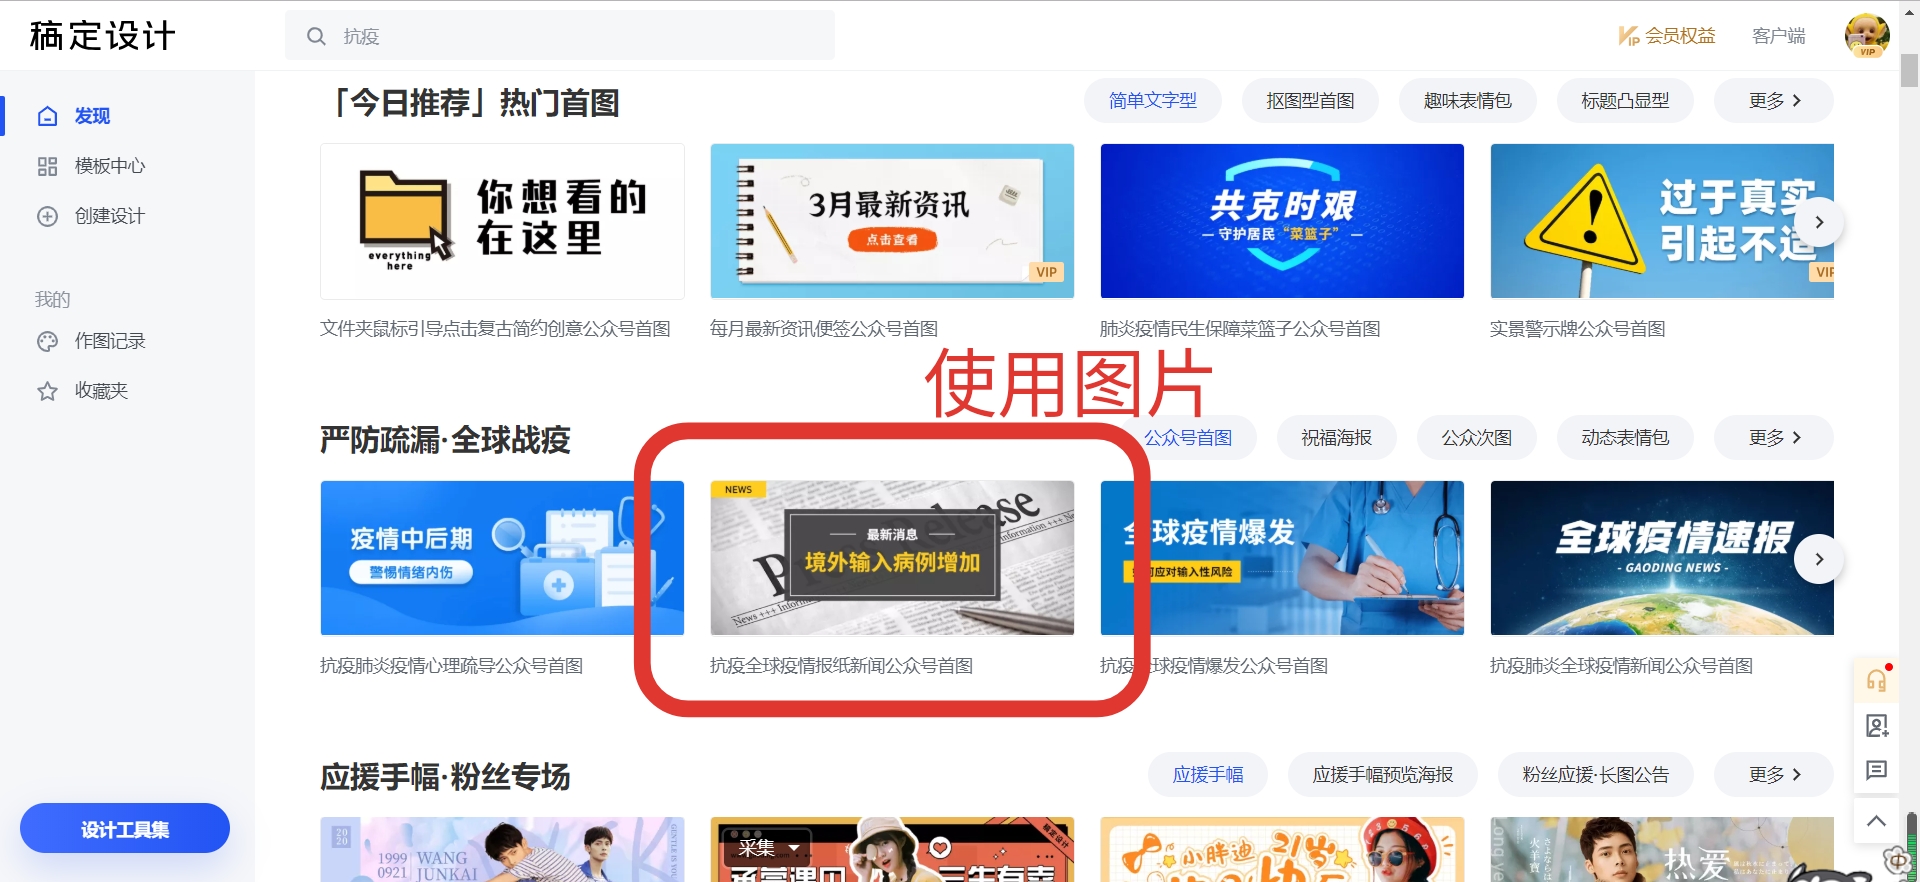 稿定设计
抗疫
会员权益
客户端
VIP
发现
模板中心
创建设计
我的
作图记录
收藏夹
设计工具集
「今日推荐」热门首图
简单文字型
抠图型首图
趣味表情包
标题凸显型
更多
你想看的
在这里
everything
here
3月最新资讯
点击查看
VIP
共克时艰
守护居民“菜篮子”
过于真实
引起不适
VIP
文件夹鼠标引导点击复古简约创意公众号首图
每月最新资讯便签公众号首图
肺炎疫情民生保障菜篮子公众号首图
实景警示牌公众号首图
使用图片
严防疏漏·全球战疫
公众号首图
祝福海报
公众次图
动态表情包
更多
疫情中后期
警惕情绪内伤
NEWS
Press Release
最新消息
境外输入病例增加
全球疫情爆发
如何应对输入性风险
全球疫情速报
- GAODING NEWS -
抗疫肺炎疫情心理疏导公众号首图
抗疫全球疫情报纸新闻公众号首图
抗疫全球疫情爆发公众号首图
抗疫肺炎全球疫情新闻公众号首图
应援手幅·粉丝专场
应援手幅
应援手幅预览海报
粉丝应援·长图公告
更多
2020
1999
0921
WANG
JUNKAI
采集
小胖迪
21岁
热爱
中